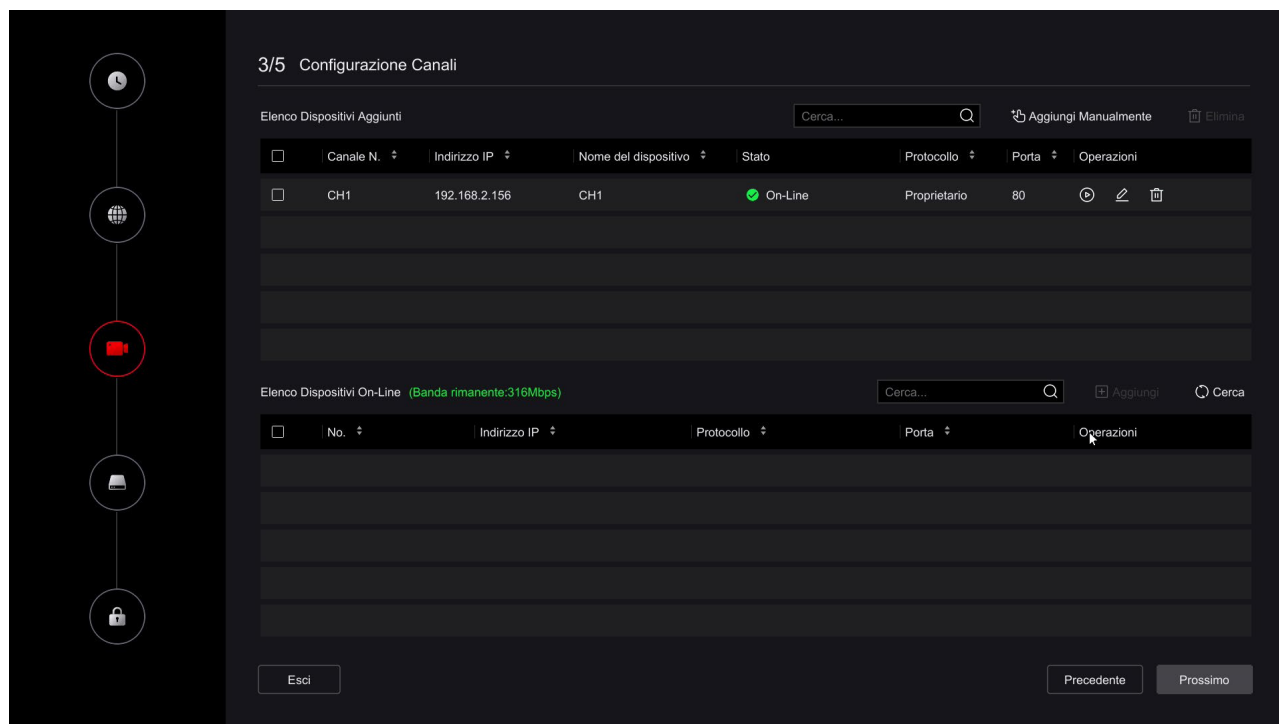 3/5 Configurazione Canali
Elenco Dispositivi Aggiunti Cerca... Aggiungi Manualmente Elimina
Canale N. Indirizzo IP Nome del dispositivo Stato Protocollo Porta Operazioni
CH1 192.168.2.156 CH1 On-Line Proprietario 80
Elenco Dispositivi On-Line (Banda rimanente:316Mbps) Cerca... Aggiungi Cerca
No. Indirizzo IP Protocollo Porta Operazioni
Esci Precedente Prossimo